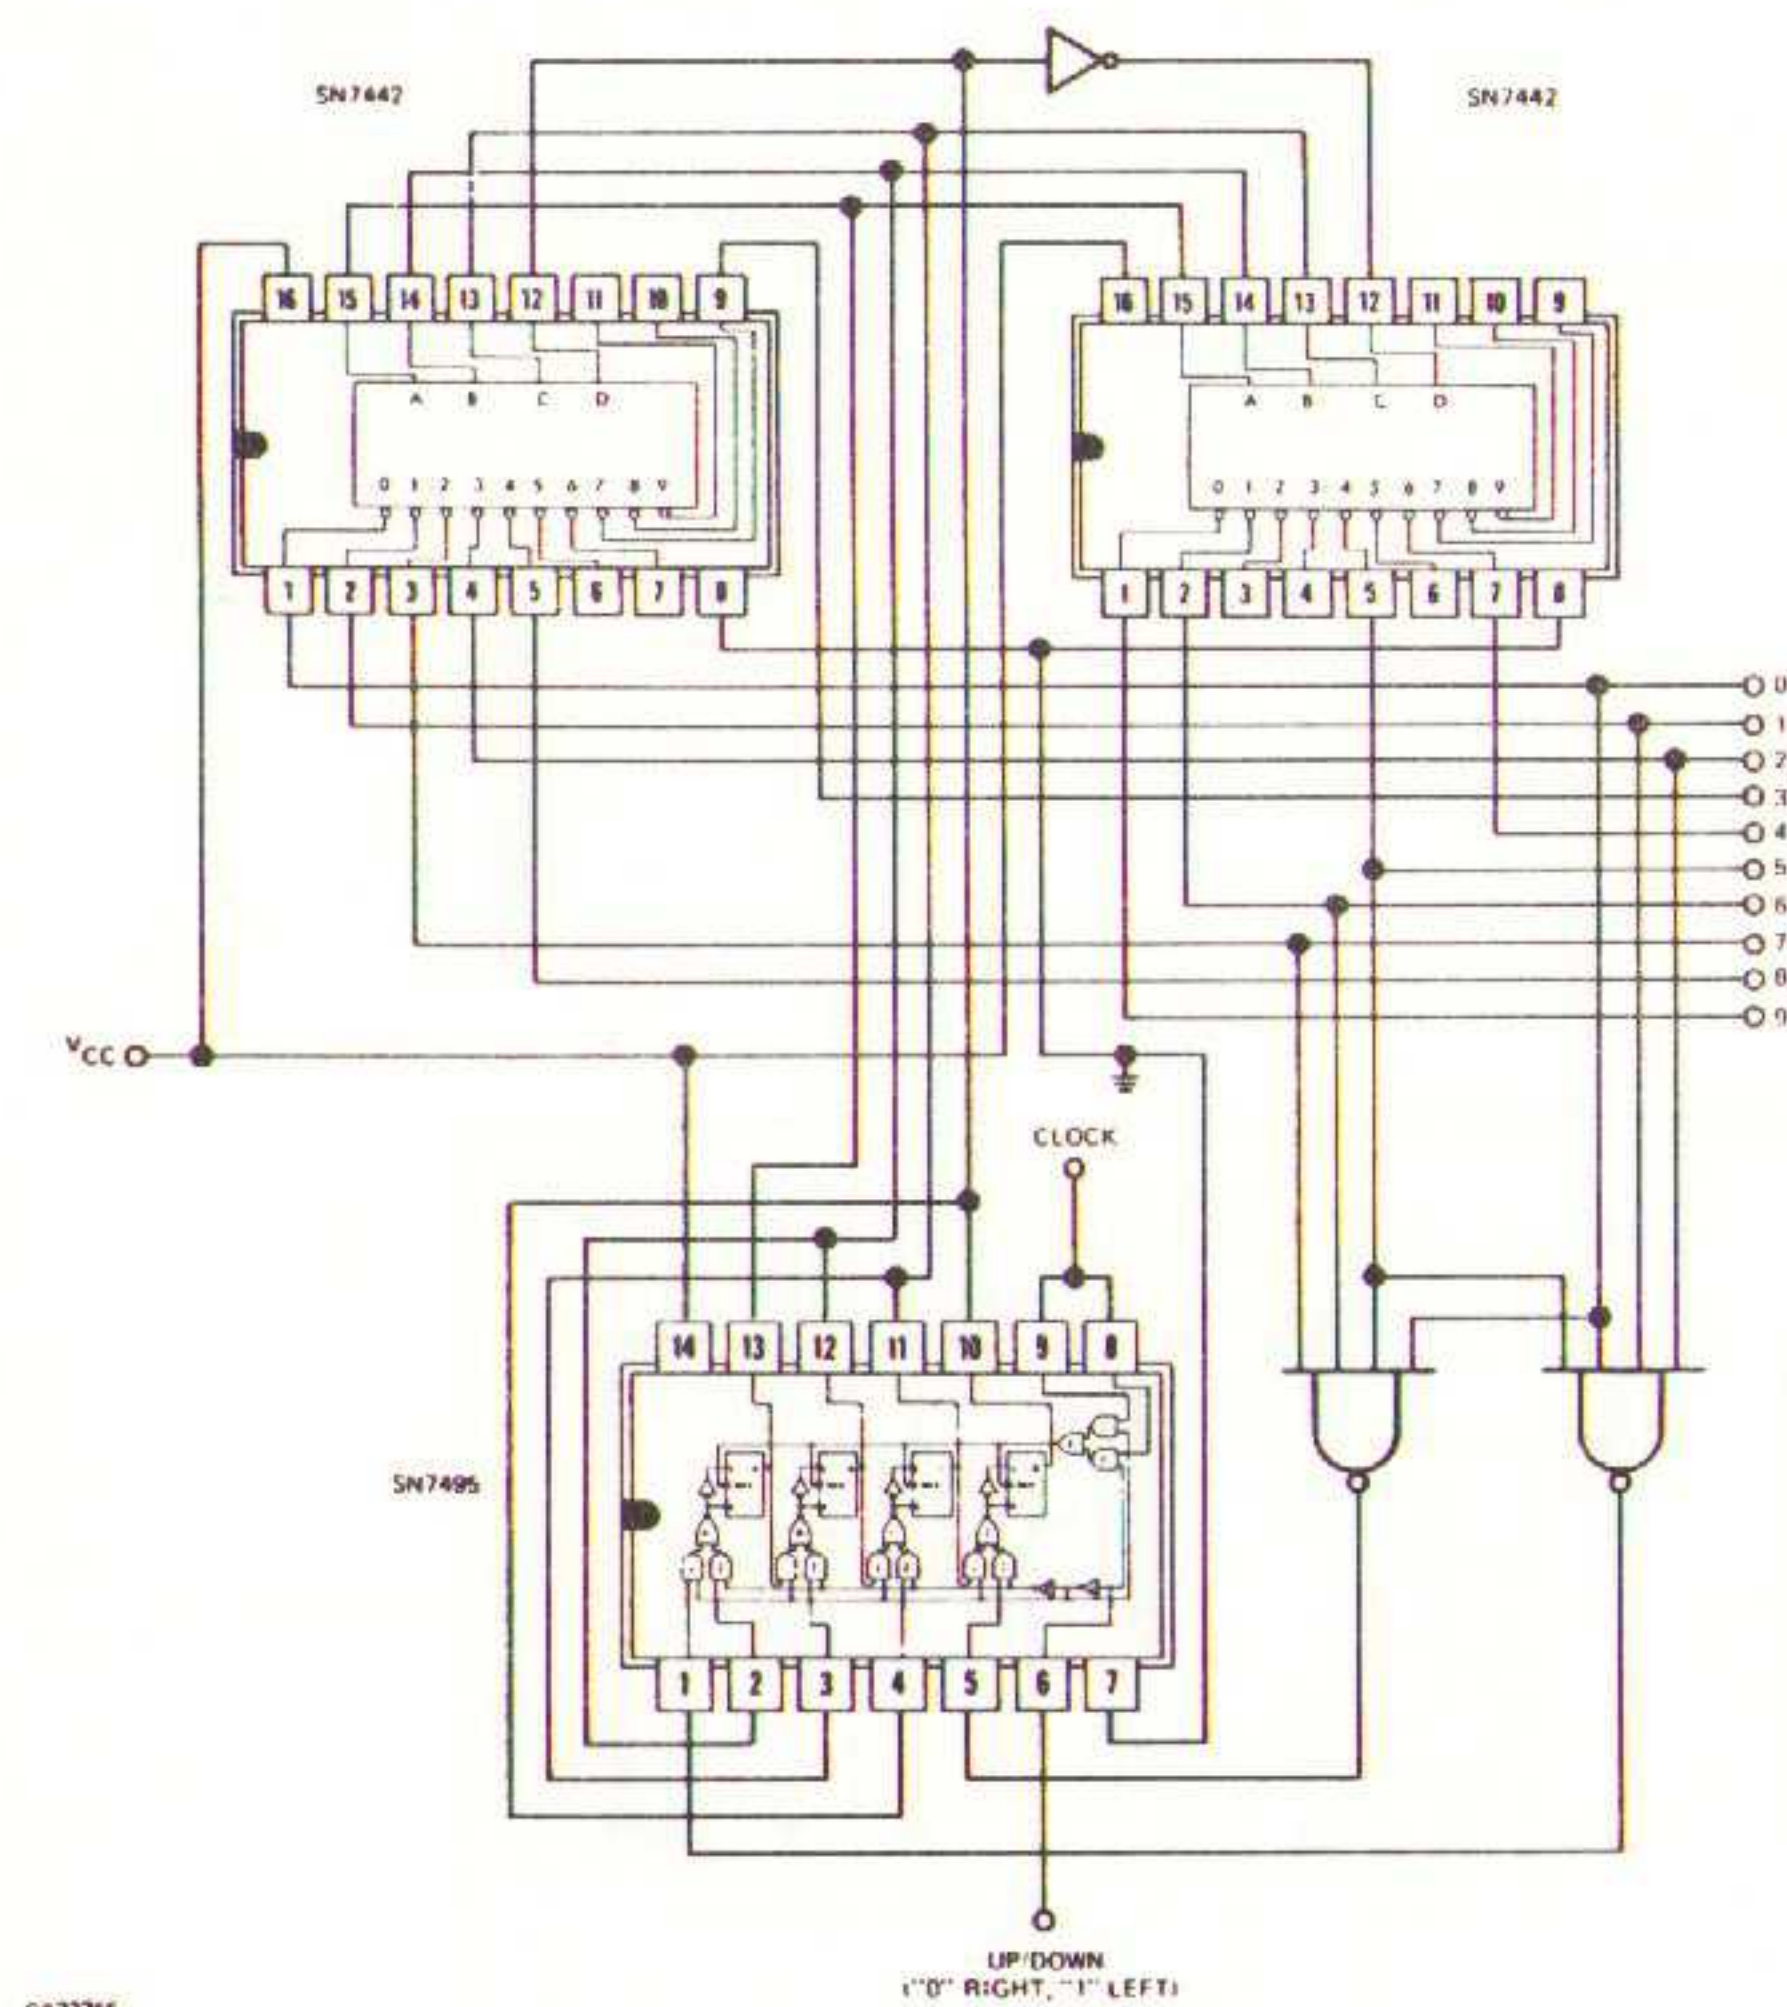 SN7442
SN7442
16 15 14 13 12 11 10 9
16 15 14 13 12 11 10 9
A B C D
A B C D
0 1 2 3 4 5 6 7 8 9
0 1 2 3 4 5 6 7 8 9
1 2 3 4 5 6 7 8
1 2 3 4 5 6 7 8
0
1
2
3
4
5
6
7
8
9
VCC
CLOCK
14 13 12 11 10 9 8
SN7495
1 2 3 4 5 6 7
UP/DOWN
("0" RIGHT, "1" LEFT)